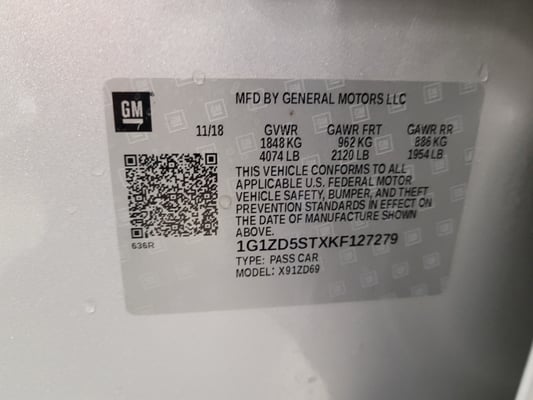 GM
MFD BY GENERAL MOTORS LLC
11/18 GVWR GAWR FRT GAWR RR
1848 KG 962 KG 886 KG
4074 LB 2120 LB 1954 LB
THIS VEHICLE CONFORMS TO ALL
APPLICABLE U.S. FEDERAL MOTOR
VEHICLE SAFETY, BUMPER, AND THEFT
PREVENTION STANDARDS IN EFFECT ON
THE DATE OF MANUFACTURE SHOWN
ABOVE.
636R
1G1ZD5STXKF127279
TYPE: PASS CAR
MODEL: X91ZD69